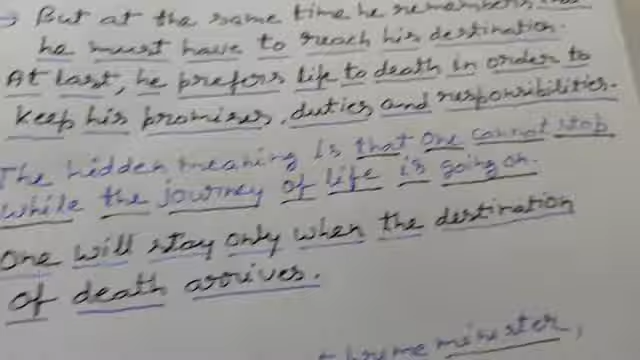 → But at the same time he remembers that
he must have to reach his destination.
At last, he prefers life to death in order to
keep his promises, duties and responsibilities.
The hidden meaning is that one cannot stop
while the journey of life is going on.
One will stay only when the destination
of death arrives.
minister,